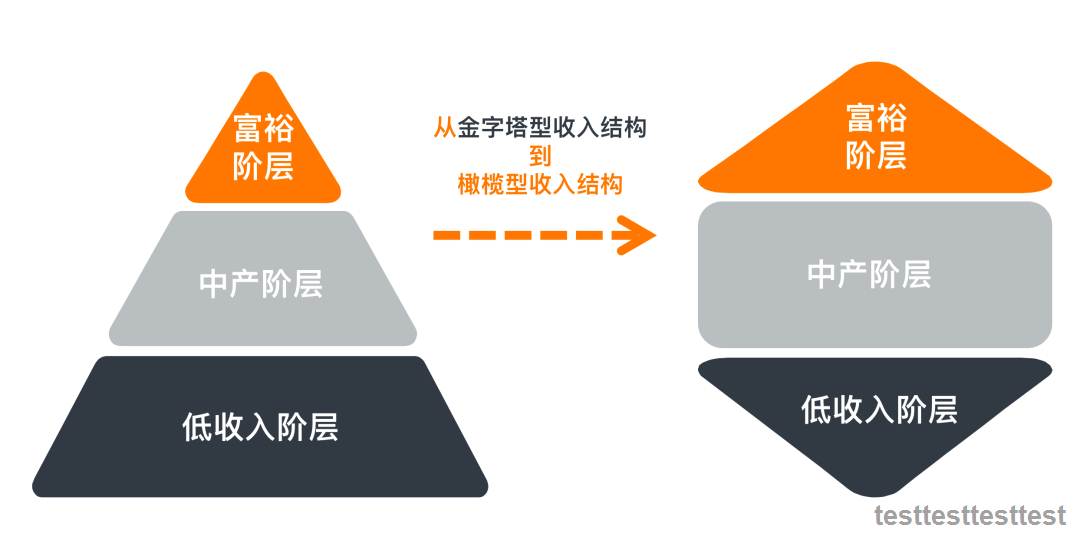 富裕
阶层
中产阶层
低收入阶层
从金字塔型收入结构
到
橄榄型收入结构
富裕
阶层
中产阶层
低收入阶层
testtesttesttest